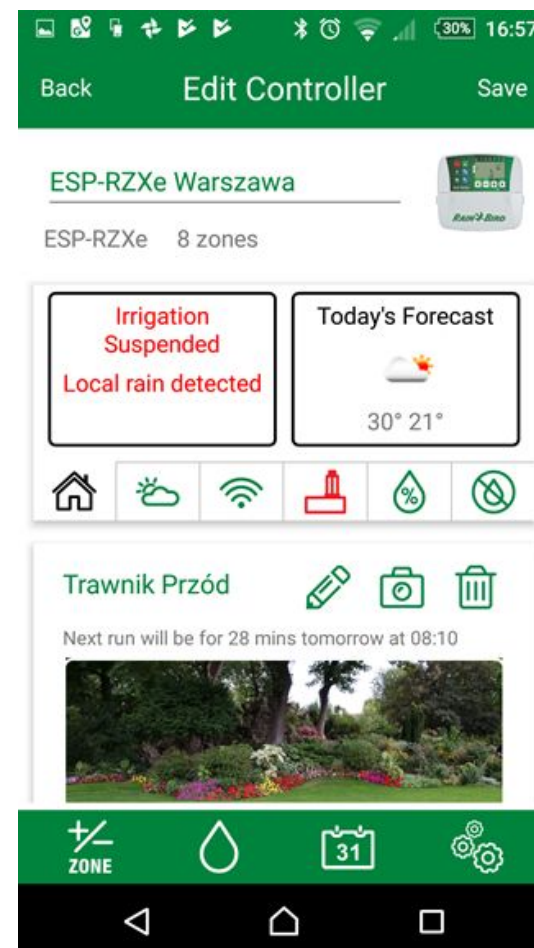 30% 16:57
Back Edit Controller Save
ESP-RZXe Warszawa
RAIN BIRD
ESP-RZXe 8 zones
Irrigation
Suspended
Local rain detected
Today's Forecast
30° 21°
%
Trawnik Przód
Next run will be for 28 mins tomorrow at 08:10
+/-
ZONE
31